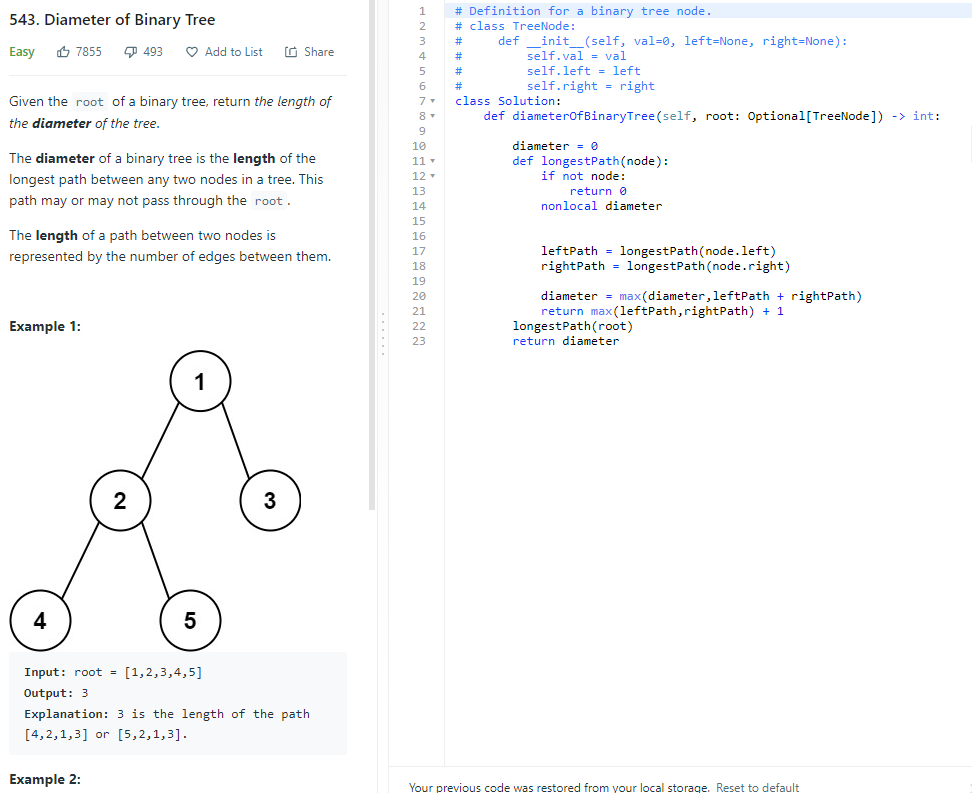 543. Diameter of Binary Tree
Easy 7855 493 Add to List Share
Given the root of a binary tree, return the length of
the diameter of the tree.
The diameter of a binary tree is the length of the
longest path between any two nodes in a tree. This
path may or may not pass through the root .
The length of a path between two nodes is
represented by the number of edges between them.
Example 1:
1
2
3
4
5
Input: root = [1,2,3,4,5]
Output: 3
Explanation: 3 is the length of the path
[4,2,1,3] or [5,2,1,3].
Example 2:
1 # Definition for a binary tree node.
2 # class TreeNode:
3 #     def __init__(self, val=0, left=None, right=None):
4 #         self.val = val
5 #         self.left = left
6 #         self.right = right
7 class Solution:
8     def diameterOfBinaryTree(self, root: Optional[TreeNode]) -> int:
9
10         diameter = 0
11         def longestPath(node):
12             if not node:
13                 return 0
14             nonlocal diameter
15
16
17             leftPath = longestPath(node.left)
18             rightPath = longestPath(node.right)
19
20             diameter = max(diameter,leftPath + rightPath)
21             return max(leftPath,rightPath) + 1
22         longestPath(root)
23         return diameter
Your previous code was restored from your local storage. Reset to default